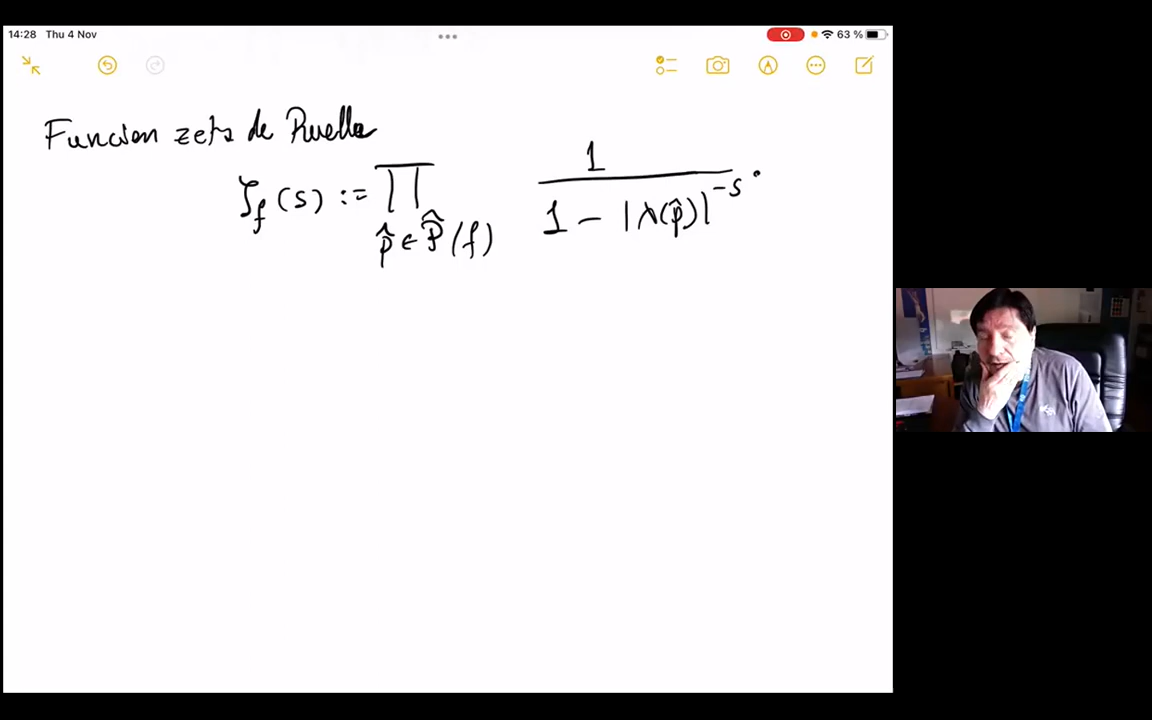 14:28 Thu 4 Nov
63 %
Funcion zeta de Ruelle
ζ_f(s) := ∏_{p̂ ∈ P̂(f)} 1 / (1 − |λ(p̂)|^{-s}) .